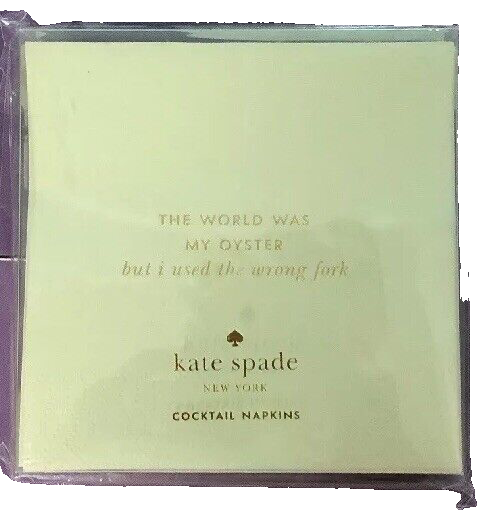 THE WORLD WAS
MY OYSTER
but i used the wrong fork
kate spade
NEW YORK
COCKTAIL NAPKINS